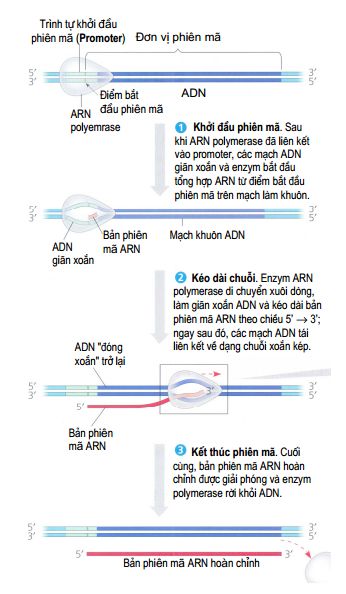 Trình tự khởi đầu
phiên mã (Promoter)
Đơn vị phiên mã
5' 3'
3' 5'
Điểm bắt
đầu phiên mã
ADN
ARN
polyemrase
1 Khởi đầu phiên mã. Sau
khi ARN polymerase đã liên kết
vào promoter, các mạch ADN
giãn xoắn và enzym bắt đầu
tổng hợp ARN từ điểm bắt đầu
phiên mã trên mạch làm khuôn.
5' 3'
3' 5'
ADN
giãn xoắn
Bản phiên
mã ARN
Mạch khuôn ADN
2 Kéo dài chuỗi. Enzym ARN
polymerase di chuyển xuôi dòng,
làm giãn xoắn ADN và kéo dài bản
phiên mã ARN theo chiều 5' → 3';
ngay sau đó, các mạch ADN tái
liên kết về dạng chuỗi xoắn kép.
ADN "đóng
xoắn" trở lại
5' 3'
3' 3' 5'
5'
Bản phiên
mã ARN
3 Kết thúc phiên mã. Cuối
cùng, bản phiên mã ARN hoàn
chỉnh được giải phóng và enzym
polymerase rời khỏi ADN.
5' 3'
3' 5'
5' 3'
Bản phiên mã ARN hoàn chỉnh